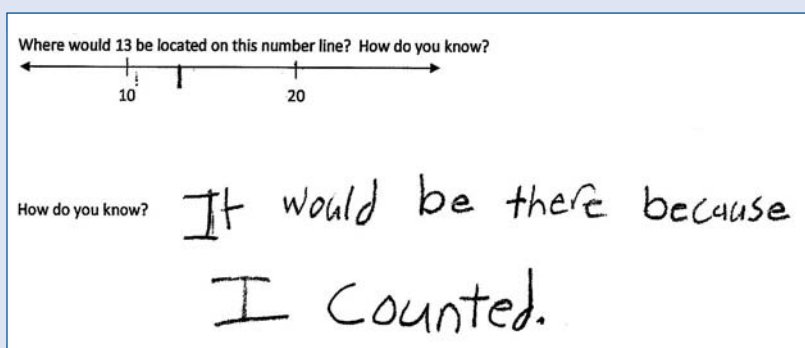 Where would 13 be located on this number line? How do you know?
10 20
How do you know? It would be there because
I counted.